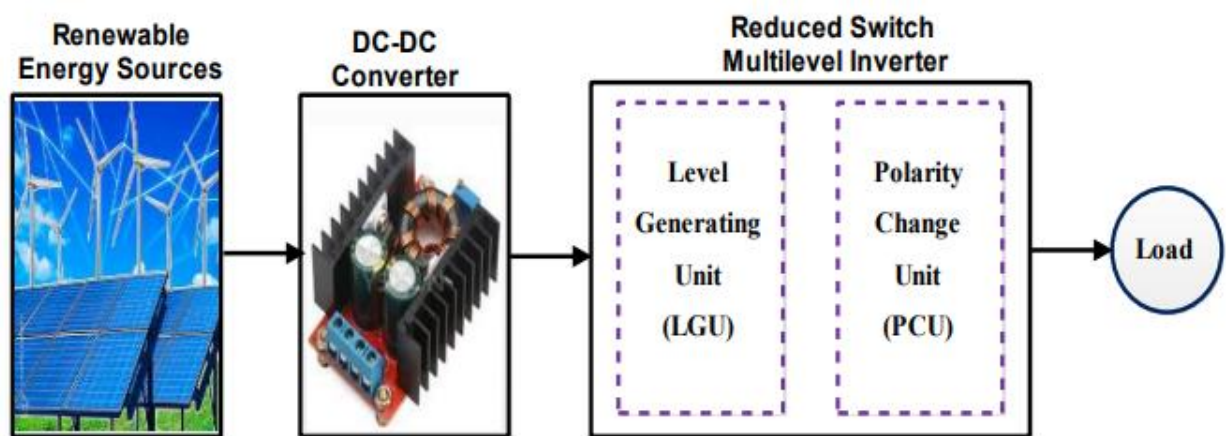 Renewable
Energy Sources
DC-DC
Converter
Reduced Switch
Multilevel Inverter
Level
Generating
Unit
(LGU)
Polarity
Change
Unit
(PCU)
Load